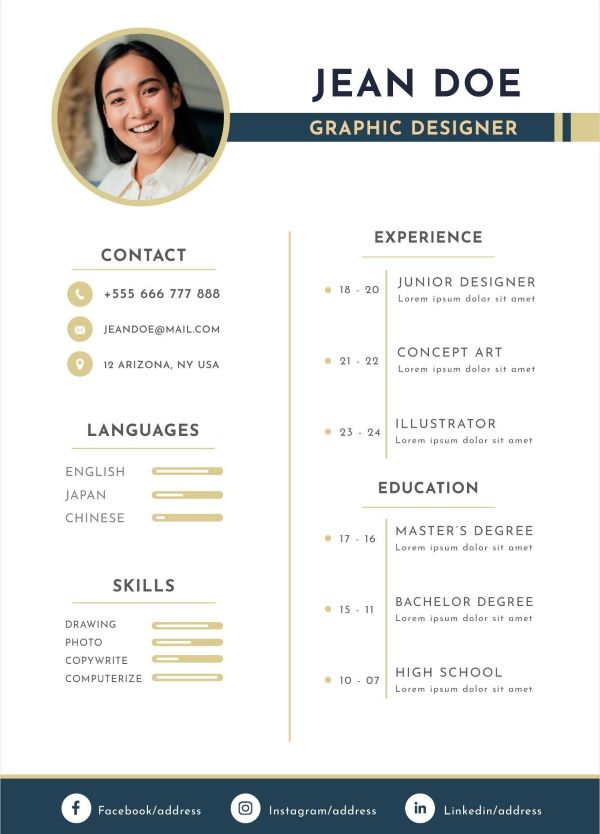 JEAN DOE
GRAPHIC DESIGNER
CONTACT
+555 666 777 888
JEANDOE@MAIL.COM
12 ARIZONA, NY USA
LANGUAGES
ENGLISH
JAPAN
CHINESE
SKILLS
DRAWING
PHOTO
COPYWRITE
COMPUTERIZE
EXPERIENCE
18 - 20 JUNIOR DESIGNER
Lorem ipsum dolor sit amet
21 - 22 CONCEPT ART
Lorem ipsum dolor sit amet
23 - 24 ILLUSTRATOR
Lorem ipsum dolor sit amet
EDUCATION
17 - 16 MASTER'S DEGREE
Lorem ipsum dolor sit amet
15 - 11 BACHELOR DEGREE
Lorem ipsum dolor sit amet
10 - 07 HIGH SCHOOL
Lorem ipsum dolor sit amet
Facebook/address Instagram/address Linkedin/address